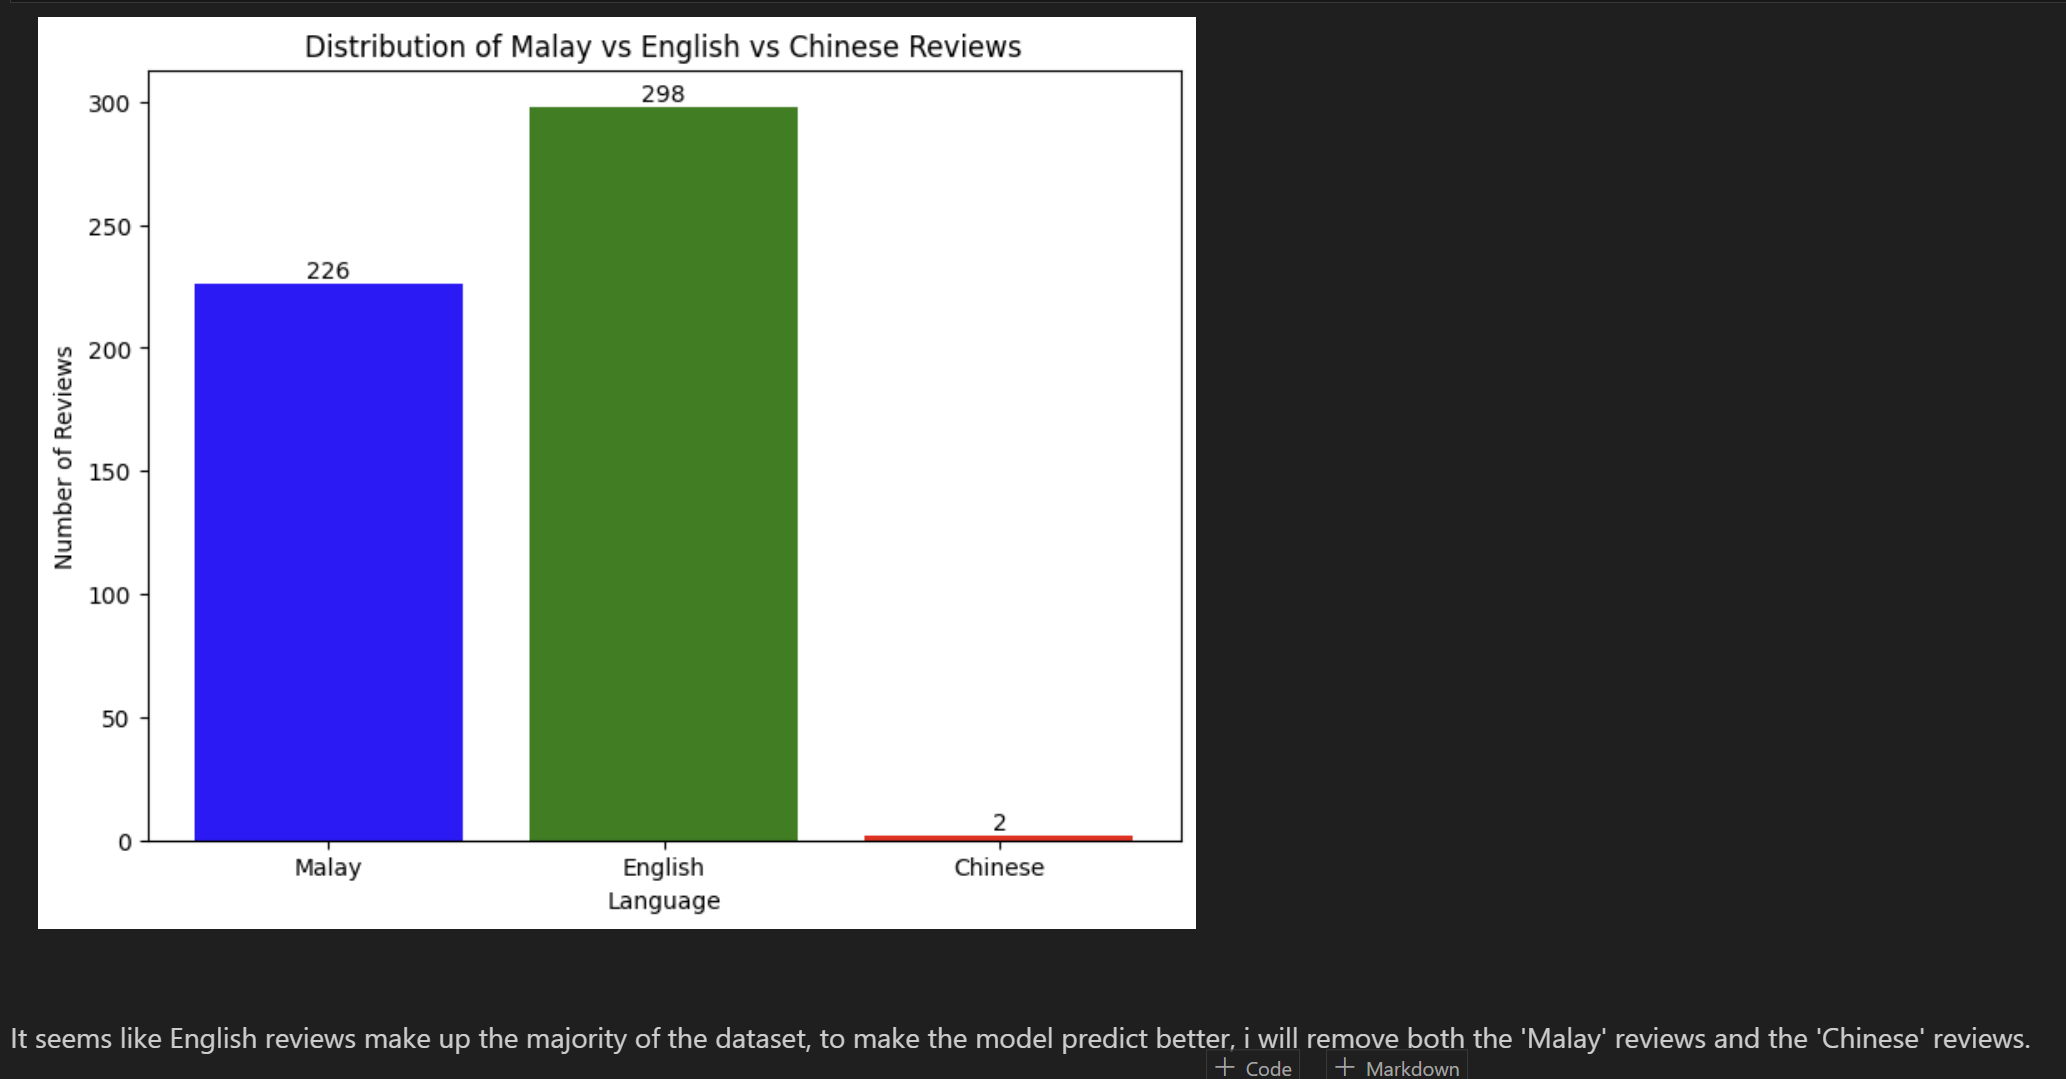 Distribution of Malay vs English vs Chinese Reviews
300
250
200
150
100
50
0
Number of Reviews
226
298
2
Malay
English
Chinese
Language
It seems like English reviews make up the majority of the dataset, to make the model predict better, i will remove both the 'Malay' reviews and the 'Chinese' reviews.
+ Code
+ Markdown